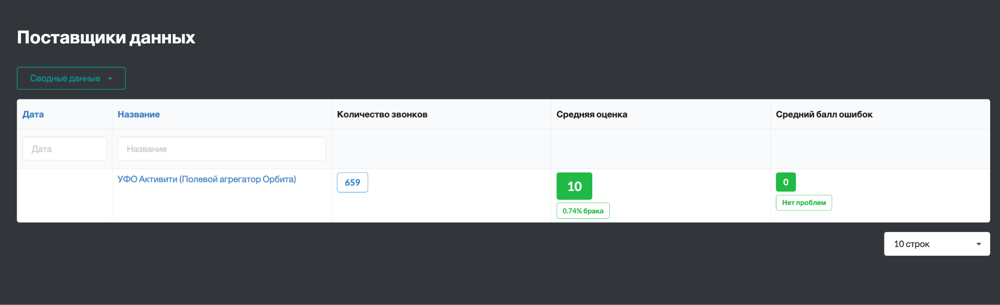 Поставщики данных
Сводные данные
Дата Название Количество звонков Средняя оценка Средний балл ошибок
Дата Название
УФО Активити (Полевой агрегатор Орбита) 659 10 0
0.74% брака Нет проблем
10 строк